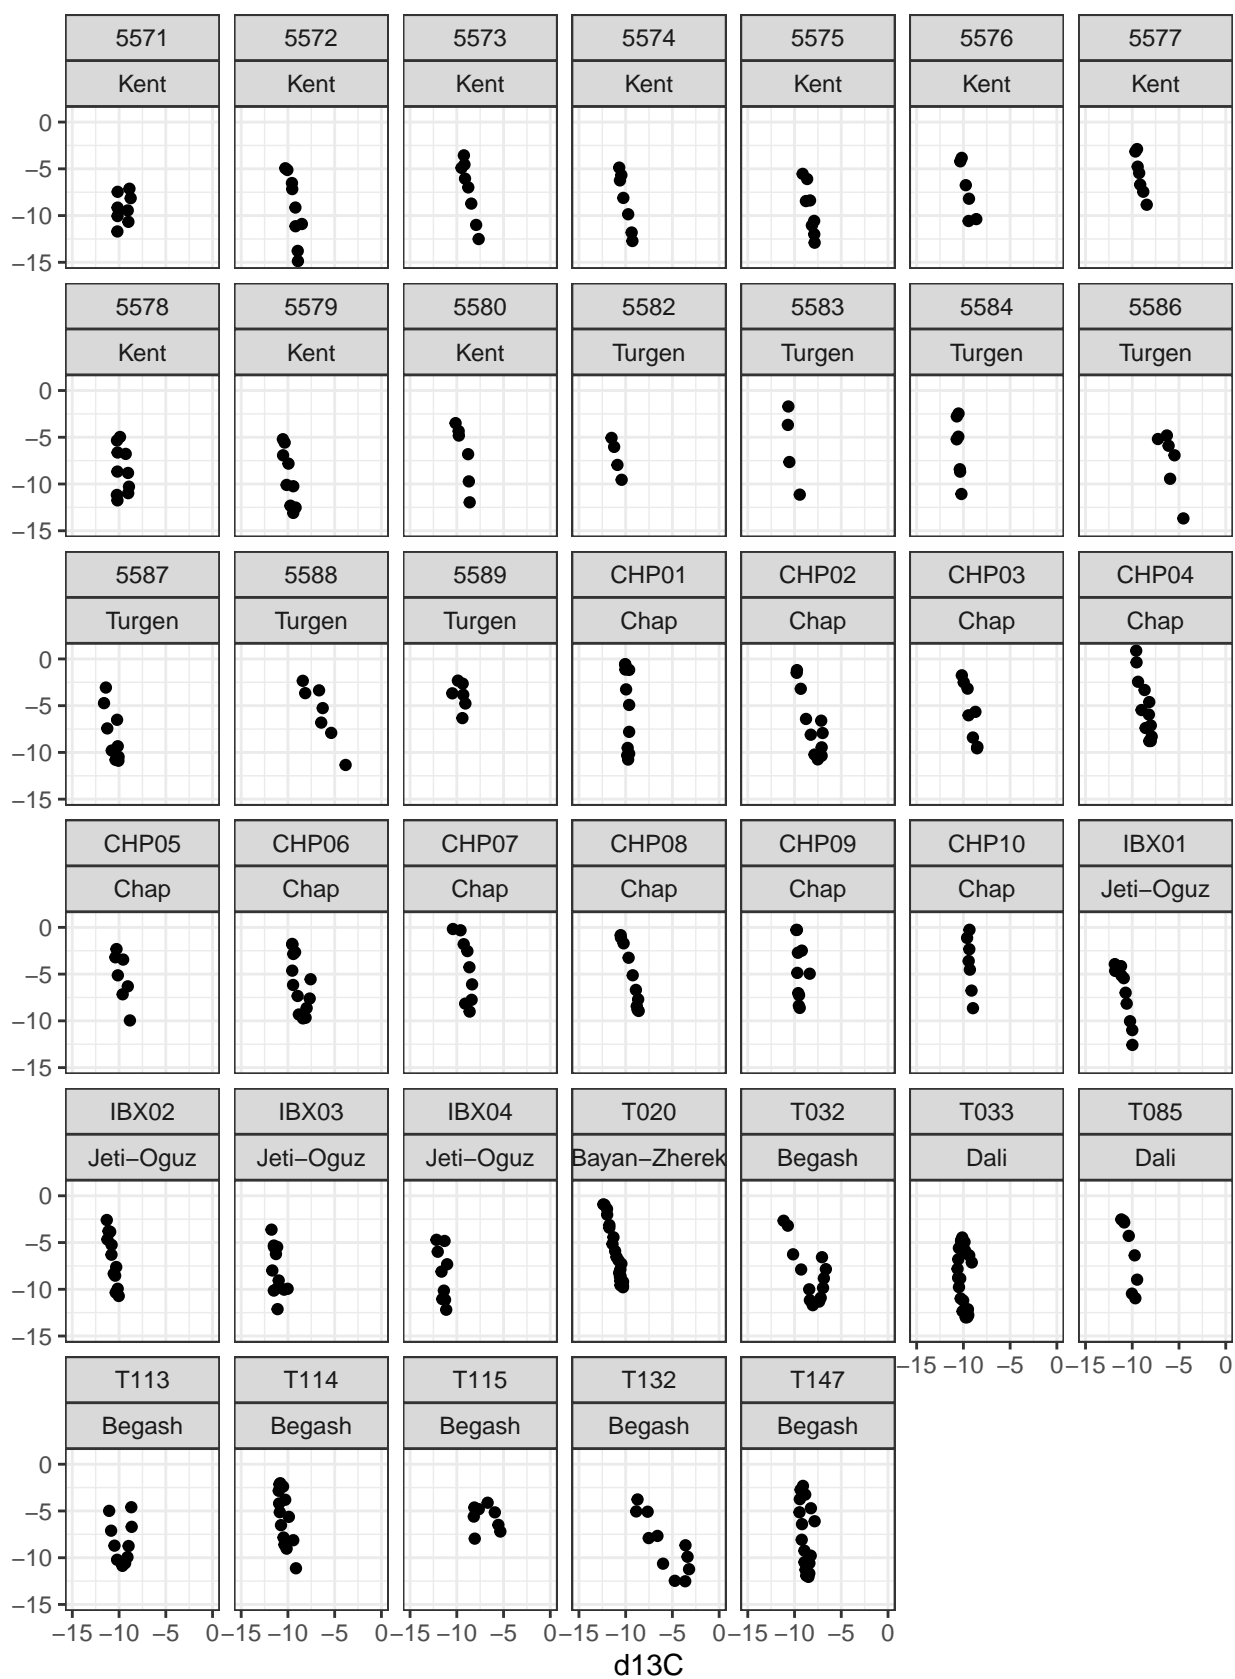 5571 5572 5573 5574 5575 5576 5577
Kent Kent Kent Kent Kent Kent Kent
0
−5
−10
−15
5578 5579 5580 5582 5583 5584 5586
Kent Kent Kent Turgen Turgen Turgen Turgen
0
−5
−10
−15
5587 5588 5589 CHP01 CHP02 CHP03 CHP04
Turgen Turgen Turgen Chap Chap Chap Chap
0
−5
−10
−15
CHP05 CHP06 CHP07 CHP08 CHP09 CHP10 IBX01
Chap Chap Chap Chap Chap Chap Jeti−Oguz
0
−5
−10
−15
IBX02 IBX03 IBX04 T020 T032 T033 T085
Jeti−Oguz Jeti−Oguz Jeti−Oguz Bayan−Zherek Begash Dali Dali
0
−5
−10
−15
−15 −10 −5 0 −15 −10 −5 0
T113 T114 T115 T132 T147
Begash Begash Begash Begash Begash
0
−5
−10
−15
−15 −10 −5 0 −15 −10 −5 0 −15 −10 −5 0 −15 −10 −5 0 −15 −10 −5 0
d13C